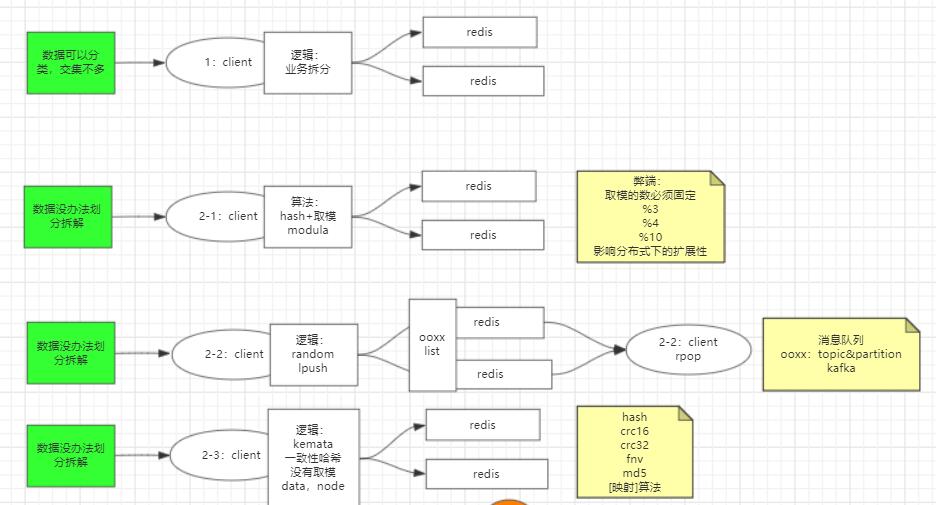 数据可以分
类，交集不多
1：client
逻辑：
业务拆分
redis
redis
数据没办法划
分拆解
2-1：client
算法：
hash+取模
modula
redis
redis
弊端：
取模的数必须固定
%3
%4
%10
影响分布式下的扩展性
数据没办法划
分拆解
2-2：client
逻辑：
random
lpush
ooxx
list
redis
redis
2-2：client
rpop
消息队列
ooxx：topic&partition
kafka
数据没办法划
分拆解
2-3：client
逻辑：
kemata
一致性哈希
没有取模
data，node
redis
redis
hash
crc16
crc32
fnv
md5
[映射]算法